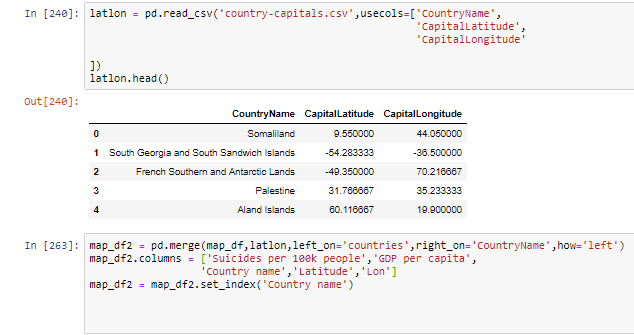 In [240]: latlon = pd.read_csv('country-capitals.csv',usecols=['CountryName',
'CapitalLatitude',
'CapitalLongitude'
])
latlon.head()
Out[240]:
CountryName CapitalLatitude CapitalLongitude
0 Somaliland 9.550000 44.050000
1 South Georgia and South Sandwich Islands -54.283333 -36.500000
2 French Southern and Antarctic Lands -49.350000 70.216667
3 Palestine 31.766667 35.233333
4 Aland Islands 60.116667 19.900000
In [263]: map_df2 = pd.merge(map_df,latlon,left_on='countries',right_on='CountryName',how='left')
map_df2.columns = ['Suicides per 100k people','GDP per capita',
'Country name','Latitude','Lon']
map_df2 = map_df2.set_index('Country name')